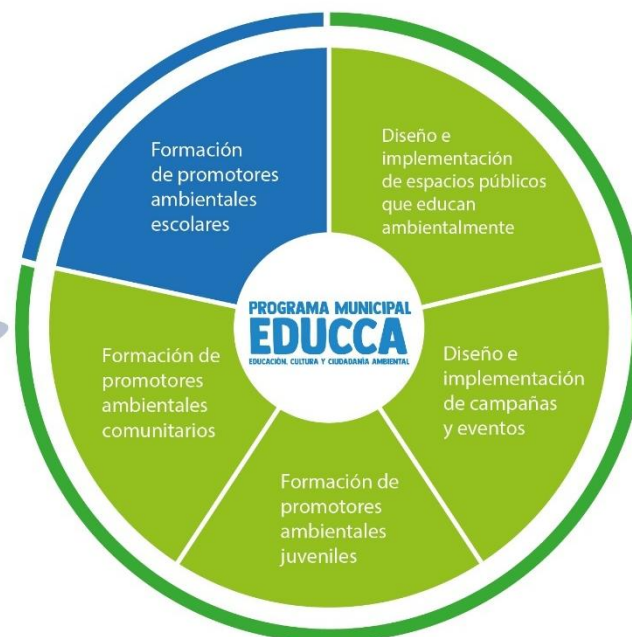 Formación
de promotores
ambientales
escolares
Diseño e
implementación
de espacios públicos
que educan
ambientalmente
PROGRAMA MUNICIPAL
EDUCCA
EDUCACIÓN, CULTURA Y CIUDADANÍA AMBIENTAL
Formación de
promotores
ambientales
comunitarios
Diseño e
implementación
de campañas
y eventos
Formación de
promotores
ambientales
juveniles